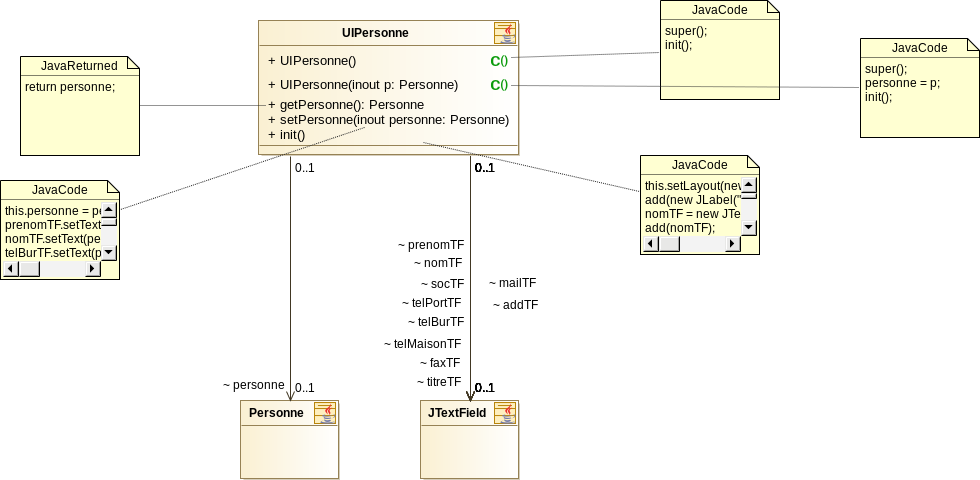 JavaCode
super();
init();
JavaCode
super();
personne = p;
init();
UIPersonne
+ UIPersonne() C()
+ UIPersonne(inout p: Personne) C()
+ getPersonne(): Personne
+ setPersonne(inout personne: Personne)
+ init()
JavaReturned
return personne;
JavaCode
this.personne = pe
prenomTF.setText
nomTF.setText(pe
telBurTF.setText(p
JavaCode
this.setLayout(new
add(new JLabel("
nomTF = new JTe
add(nomTF);
0..1
0..1
~ prenomTF
~ nomTF
~ socTF
~ mailTF
~ telPortTF
~ addTF
~ telBurTF
~ telMaisonTF
~ faxTF
~ titreTF
~ personne
0..1
0..1
Personne
JTextField